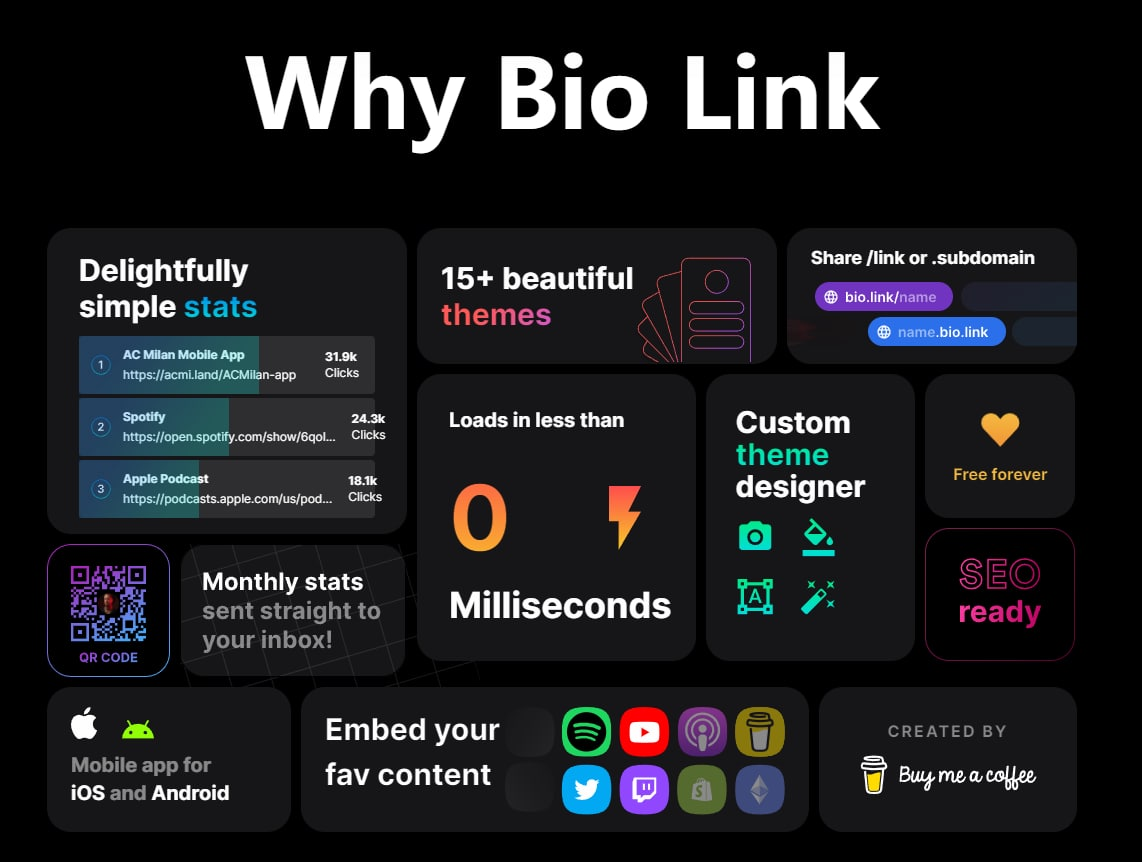 Why Bio Link
Delightfully
simple stats
1
AC Milan Mobile App
https://acmi.land/ACMilan-app
31.9k
Clicks
2
Spotify
https://open.spotify.com/show/6qol...
24.3k
Clicks
3
Apple Podcast
https://podcasts.apple.com/us/pod...
18.1k
Clicks
15+ beautiful
themes
Share /link or .subdomain
bio.link/name
name.bio.link
Loads in less than
0
Milliseconds
Custom
theme
designer
A
Free forever
SEO
ready
QR CODE
Monthly stats
sent straight to
your inbox!
Mobile app for
iOS and Android
Embed your
fav content
CREATED BY
Buy me a coffee